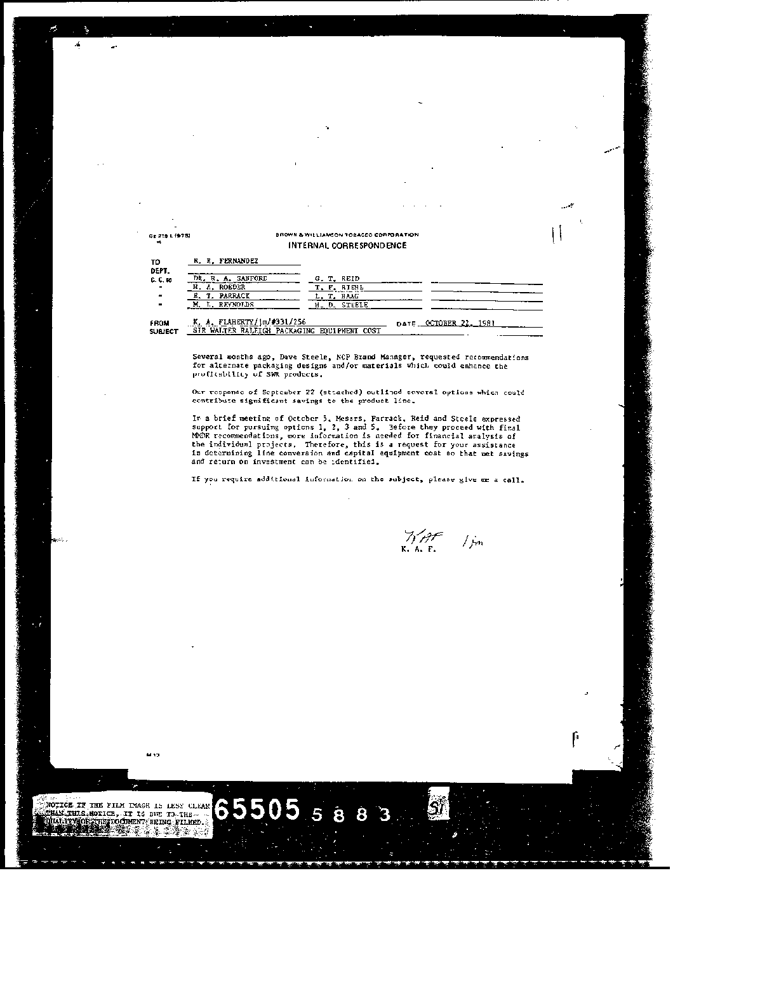 BROWN & WILLIAMSON TOBACCO CORPORATION
INTERNAL CORRESPONDENCE
TO R. R. FERNANDEZ
DEPT.
C. C. to DR. R. A. SANFORD G. T. REID
" H. A. ROEDER T. F. RIEHL
" E. T. PARRACK L. T. HAAG
" M. L. REYNOLDS H. D. STEELE
FROM K. A. FLAHERTY/jm/#331/256 DATE OCTOBER 22, 1981
SUBJECT SIR WALTER RALEIGH PACKAGING EQUIPMENT COST
Several months ago, Dave Steele, NCP Brand Manager, requested recommendations
for alternate packaging designs and/or materials which could enhance the
profitability of SWR products.
Our response of September 22 (attached) outlined several options which could
contribute significant savings to the product line.
In a brief meeting of October 5, Messrs. Parrack, Reid and Steele expressed
support for pursuing options 1, 2, 3 and 5. Before they proceed with final
MMDR recommendations, more information is needed for financial analysis of
the individual projects. Therefore, this is a request for your assistance
in determining line conversion and capital equipment cost so that net savings
and return on investment can be identified.
If you require additional information on the subject, please give me a call.
KAF /jm
K. A. F.
NOTICE IF THE FILM IMAGE IS LESS CLEAR
THAN THIS NOTICE, IT IS DUE TO THE
QUALITY OF THE DOCUMENT BEING FILMED.
65505 5883
SI